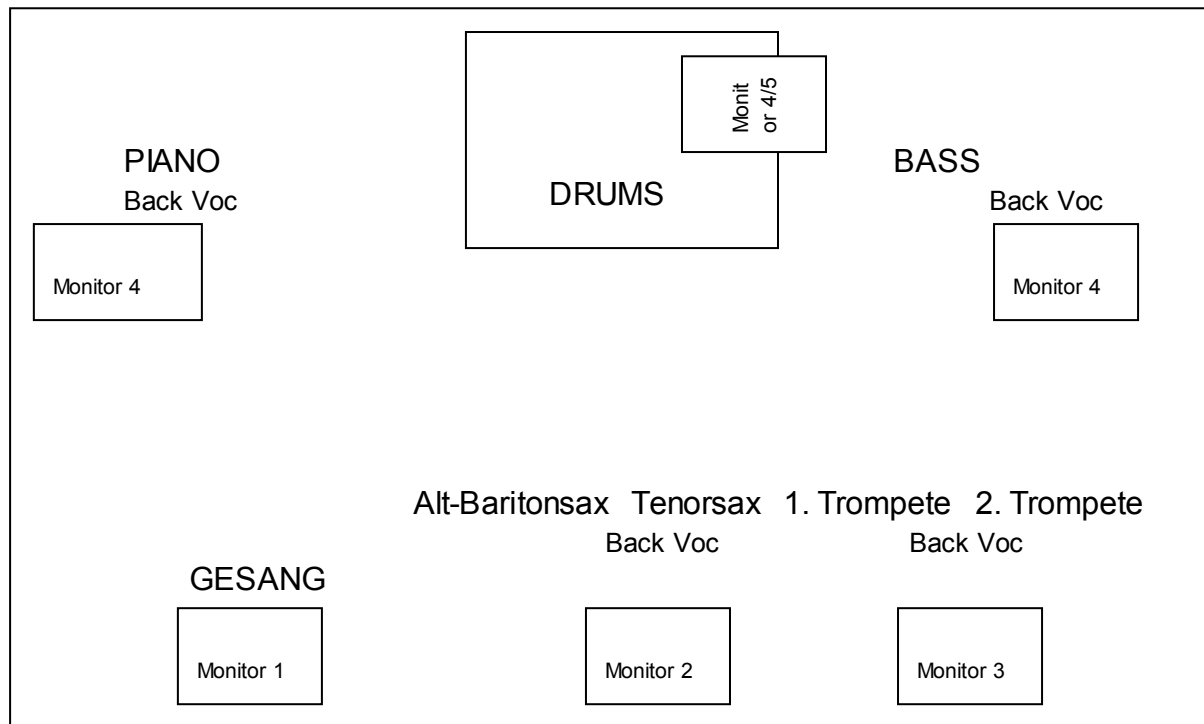 Monit
or 4/5
PIANO
BASS
Back Voc
DRUMS
Back Voc
Monitor 4
Monitor 4
Alt-Baritonsax Tenorsax 1. Trompete 2. Trompete
Back Voc
Back Voc
GESANG
Monitor 1
Monitor 2
Monitor 3